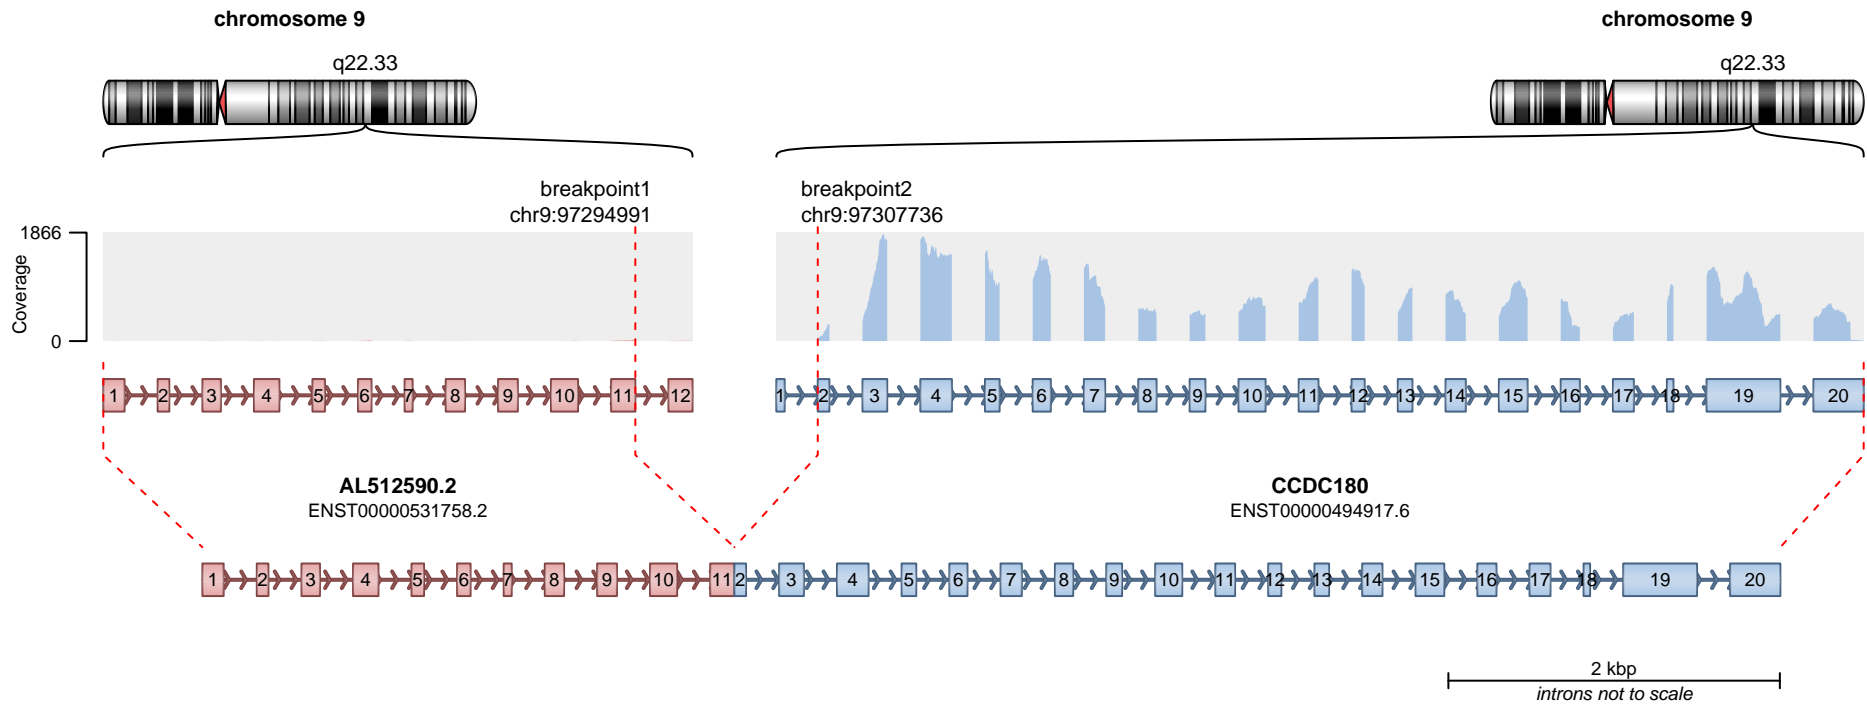 chromosome 9
chromosome 9
q22.33
q22.33
breakpoint1
chr9:97294991
breakpoint2
chr9:97307736
1866
Coverage
0
1 2 3 4 5 6 7 8 9 10 11 12
1 2 3 4 5 6 7 8 9 10 11 12 13 14 15 16 17 18 19 20
AL512590.2
ENST00000531758.2
CCDC180
ENST00000494917.6
1 2 3 4 5 6 7 8 9 10 11 2 3 4 5 6 7 8 9 10 11 12 13 14 15 16 17 18 19 20
2 kbp
introns not to scale